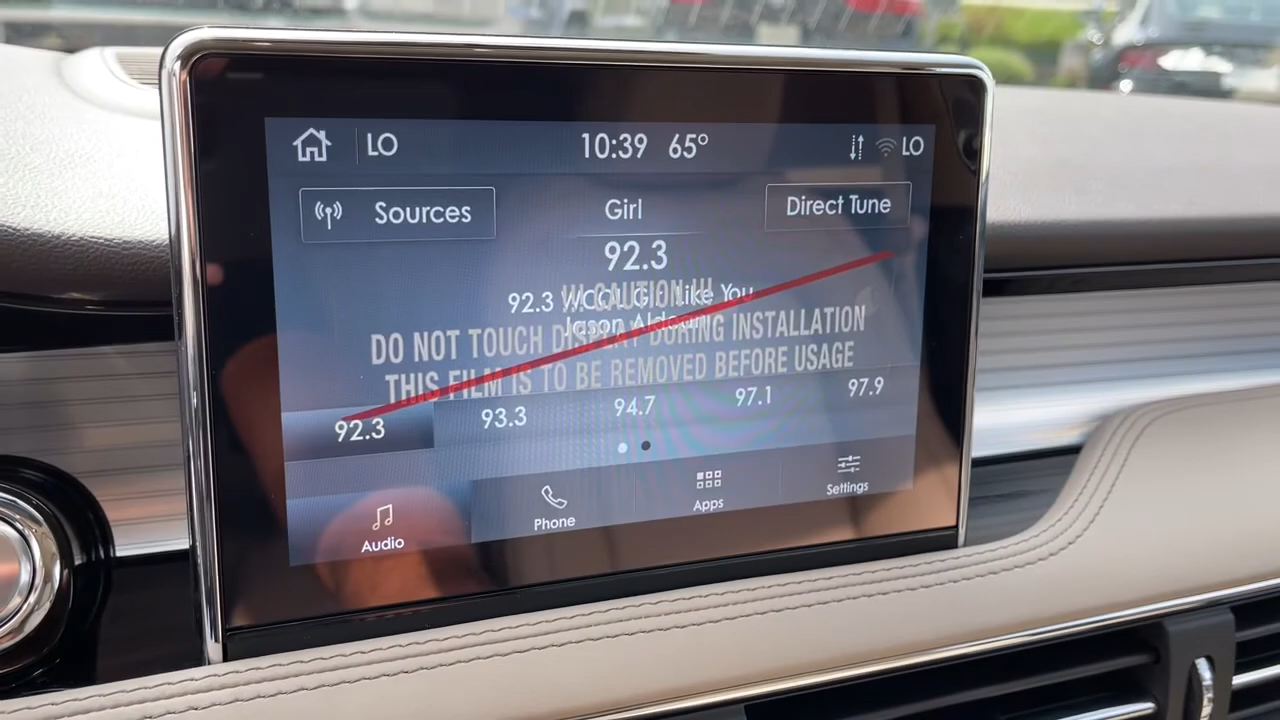 LO 10:39 65° LO
Sources Girl Direct Tune
92.3
92.3 WCOL Girl Like You
Jason Aldean
!!! CAUTION !!!
DO NOT TOUCH DISPLAY DURING INSTALLATION
THIS FILM IS TO BE REMOVED BEFORE USAGE
92.3 93.3 94.7 97.1 97.9
Audio Phone Apps Settings